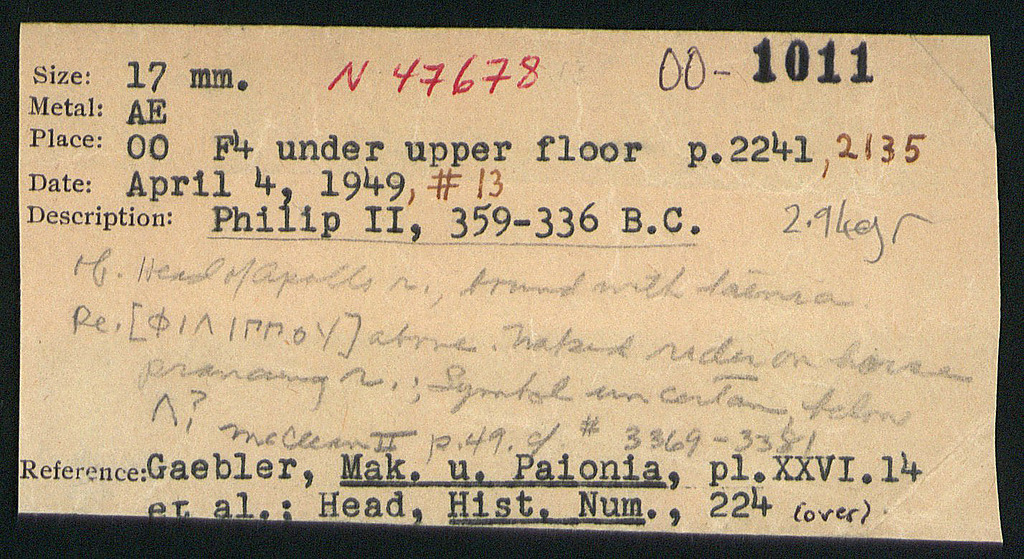 Size: 17 mm. N 47678 00- 1011
Metal: AE
Place: OO F4 under upper floor p.2241, 2135
Date: April 4, 1949, # 13
Description: Philip II, 359-336 B.C. 2.94gr
Ob. Head of Apollo r., bound with taenia.
Re. [ΦΙΛΙΠΠΟΥ] above. Naked rider on horse
prancing r.; Symbol uncertain, below
Λ?
McClean II p.49. cf. # 3369-3381
Reference: Gaebler, Mak. u. Paionia, pl.XXVI.14
et al.; Head, Hist. Num., 224 (over)